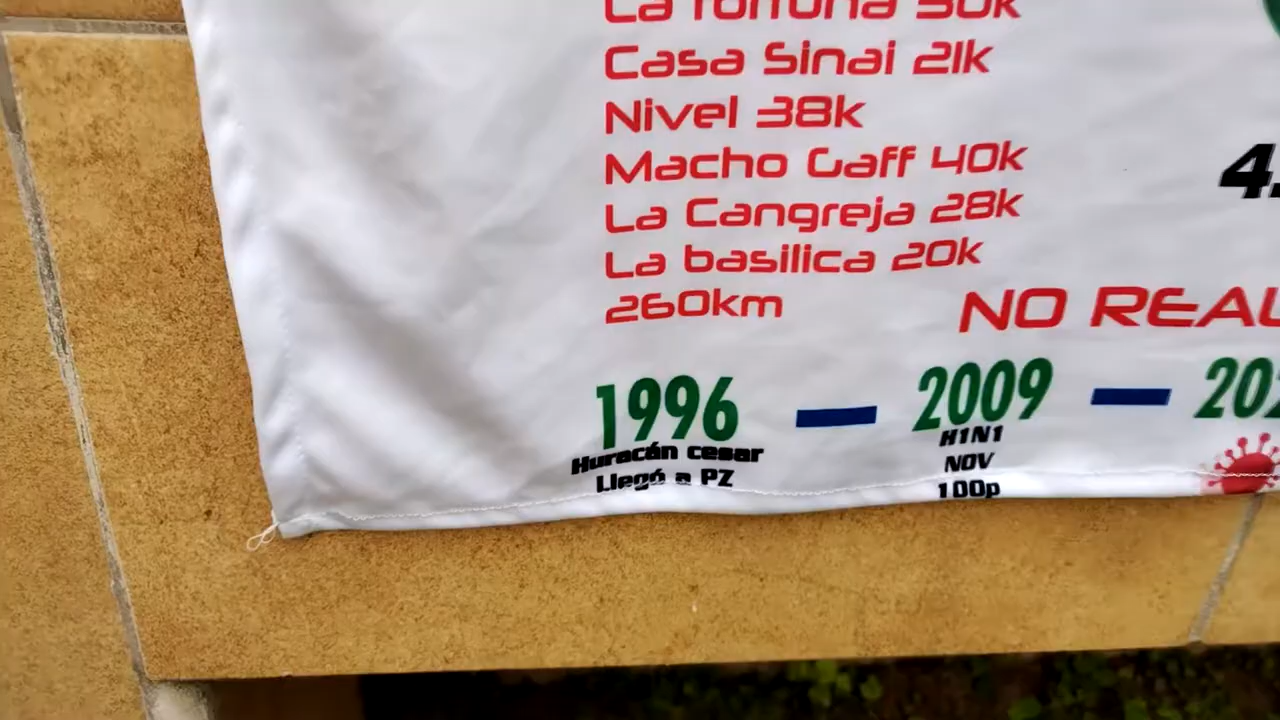 La fortuna 30k
Casa Sinai 21k
Nivel 38k
Macho Gaff 40k
La Cangreja 28k
La basilica 20k
260km
4.
NO REAL
1996 – 2009 – 202
Huracán cesar
Llegó a PZ
H1N1
NOV
100p